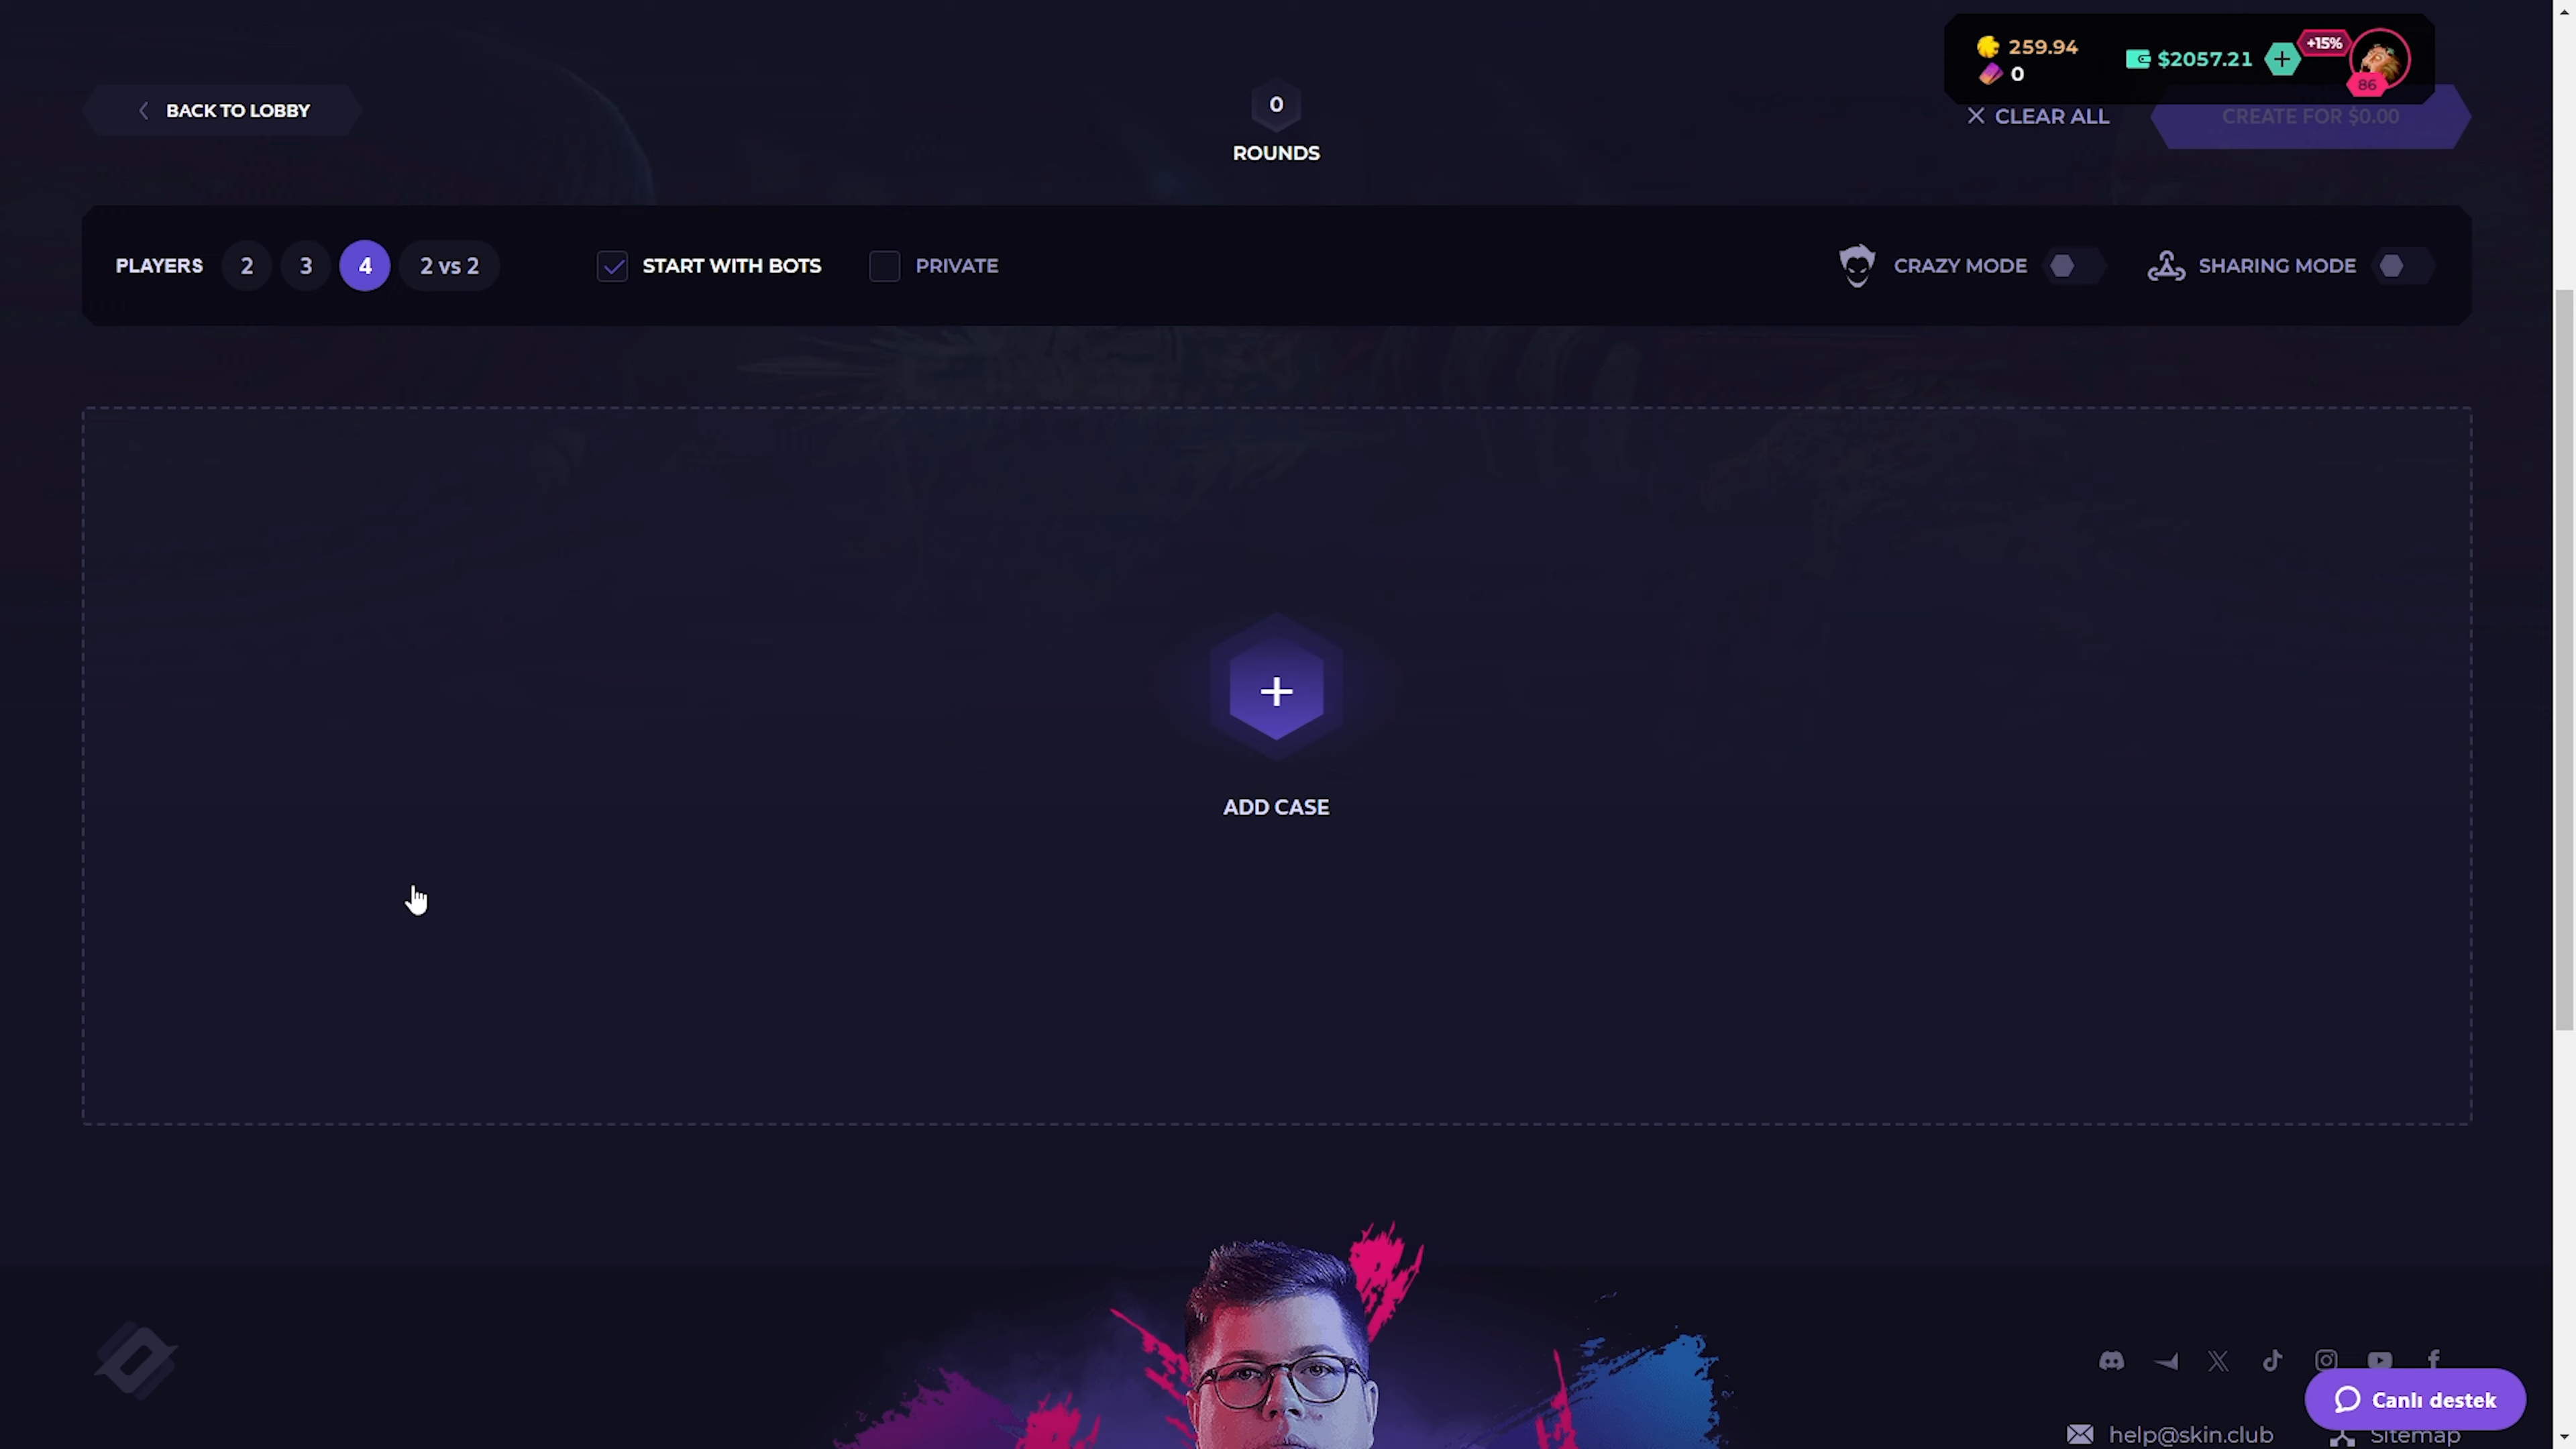 259.94
0
$2057.21
+15%
86
BACK TO LOBBY
0
ROUNDS
CLEAR ALL
CREATE FOR $0.00
PLAYERS
2
3
4
2 vs 2
START WITH BOTS
PRIVATE
CRAZY MODE
SHARING MODE
ADD CASE
Canlı destek
help@skin.club
Sitemap